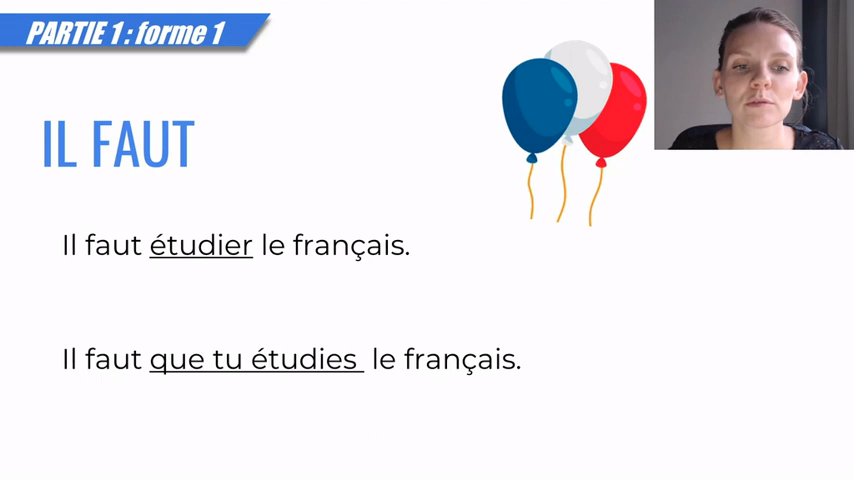 PARTIE 1 : forme 1
IL FAUT
Il faut étudier le français.
Il faut que tu étudies le français.